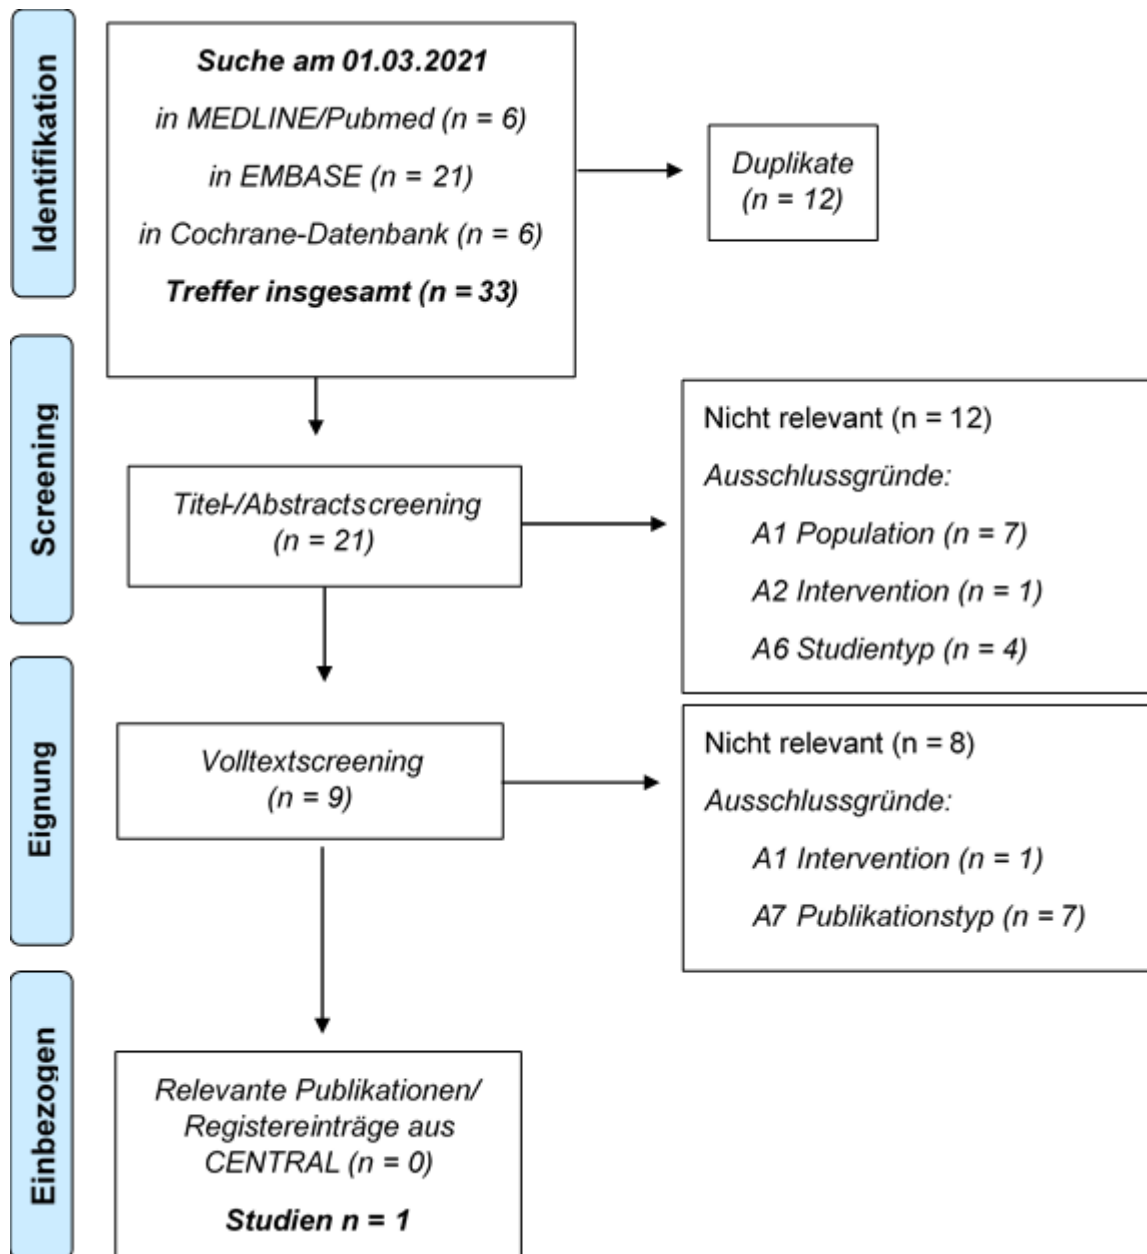 Identifikation
Suche am 01.03.2021
in MEDLINE/Pubmed (n = 6)
in EMBASE (n = 21)
in Cochrane-Datenbank (n = 6)
Treffer insgesamt (n = 33)
Duplikate
(n = 12)
Screening
Titel-/Abstractscreening
(n = 21)
Nicht relevant (n = 12)
Ausschlussgründe:
A1 Population (n = 7)
A2 Intervention (n = 1)
A6 Studientyp (n = 4)
Eignung
Volltextscreening
(n = 9)
Nicht relevant (n = 8)
Ausschlussgründe:
A1 Intervention (n = 1)
A7 Publikationstyp (n = 7)
Einbezogen
Relevante Publikationen/
Registereinträge aus
CENTRAL (n = 0)
Studien n = 1